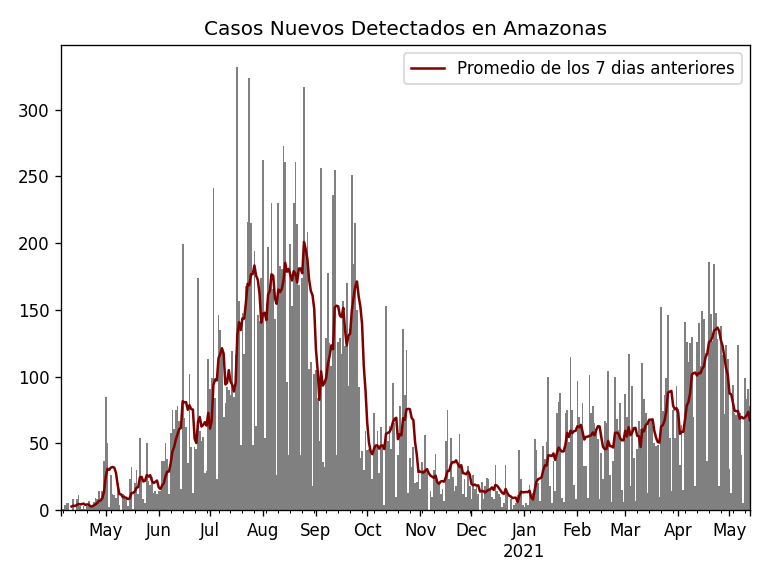 Casos Nuevos Detectados en Amazonas
Promedio de los 7 dias anteriores
300
250
200
150
100
50
0
May Jun Jul Aug Sep Oct Nov Dec Jan Feb Mar Apr May
2021